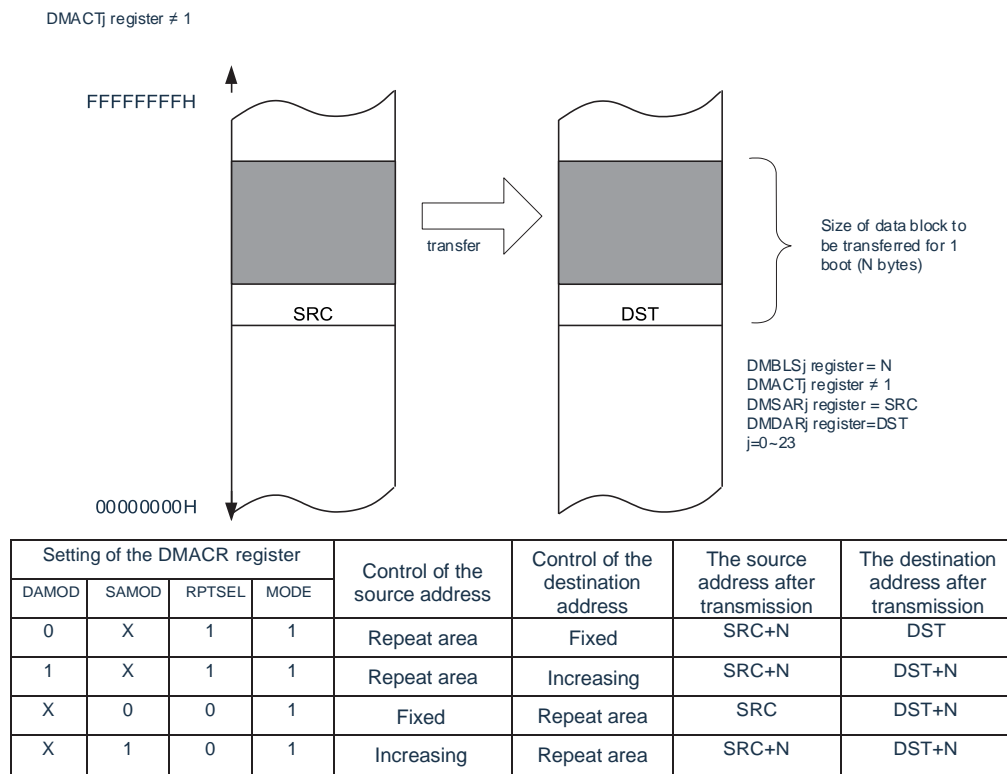 DMACTj register ≠ 1
FFFFFFFFH
transfer
Size of data block to
be transferred for 1
boot (N bytes)
SRC
DST
DMBLSj register = N
DMACTj register ≠ 1
DMSARj register = SRC
DMDARj register=DST
j=0~23
00000000H
Setting of the DMACR register
Control of the
source address
Control of the
destination
address
The source
address after
transmission
The destination
address after
transmission
DAMOD SAMOD RPTSEL MODE
0 X 1 1 Repeat area Fixed SRC+N DST
1 X 1 1 Repeat area Increasing SRC+N DST+N
X 0 0 1 Fixed Repeat area SRC DST+N
X 1 0 1 Increasing Repeat area SRC+N DST+N